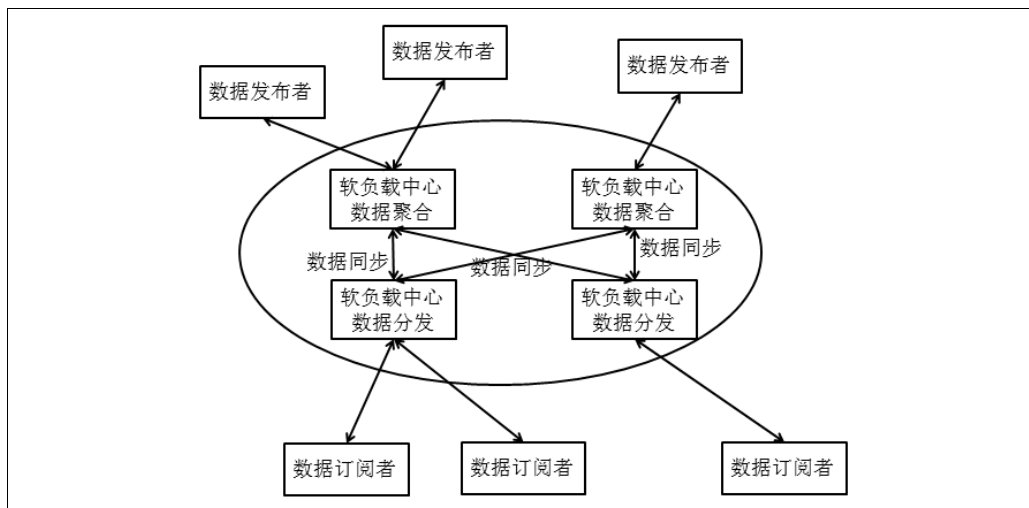 数据发布者
数据发布者
数据发布者
软负载中心
数据聚合
软负载中心
数据聚合
数据同步
数据同步
数据同步
软负载中心
数据分发
软负载中心
数据分发
数据订阅者
数据订阅者
数据订阅者